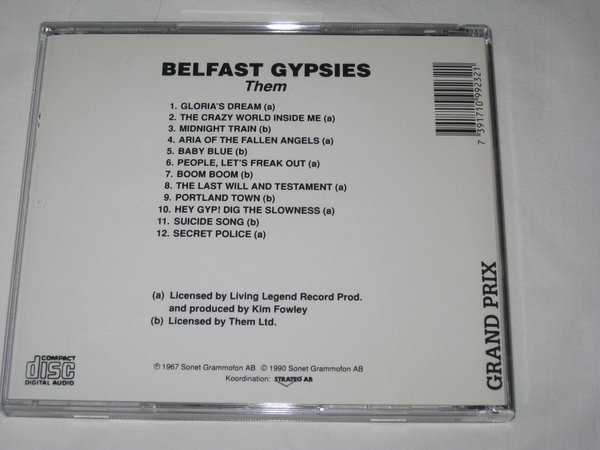 BELFAST GYPSIES
Them
1. GLORIA'S DREAM (a)
2. THE CRAZY WORLD INSIDE ME (a)
3. MIDNIGHT TRAIN (b)
4. ARIA OF THE FALLEN ANGELS (a)
5. BABY BLUE (b)
6. PEOPLE, LET'S FREAK OUT (a)
7. BOOM BOOM (b)
8. THE LAST WILL AND TESTAMENT (a)
9. PORTLAND TOWN (b)
10. HEY GYP! DIG THE SLOWNESS (a)
11. SUICIDE SONG (b)
12. SECRET POLICE (a)
(a) Licensed by Living Legend Record Prod.
and produced by Kim Fowley
(b) Licensed by Them Ltd.
℗ 1967 Sonet Grammofon AB © 1990 Sonet Grammofon AB
Koordination: STRATEG AB
COMPACT
disc
DIGITAL AUDIO
7 391710 992321
GRAND PRIX